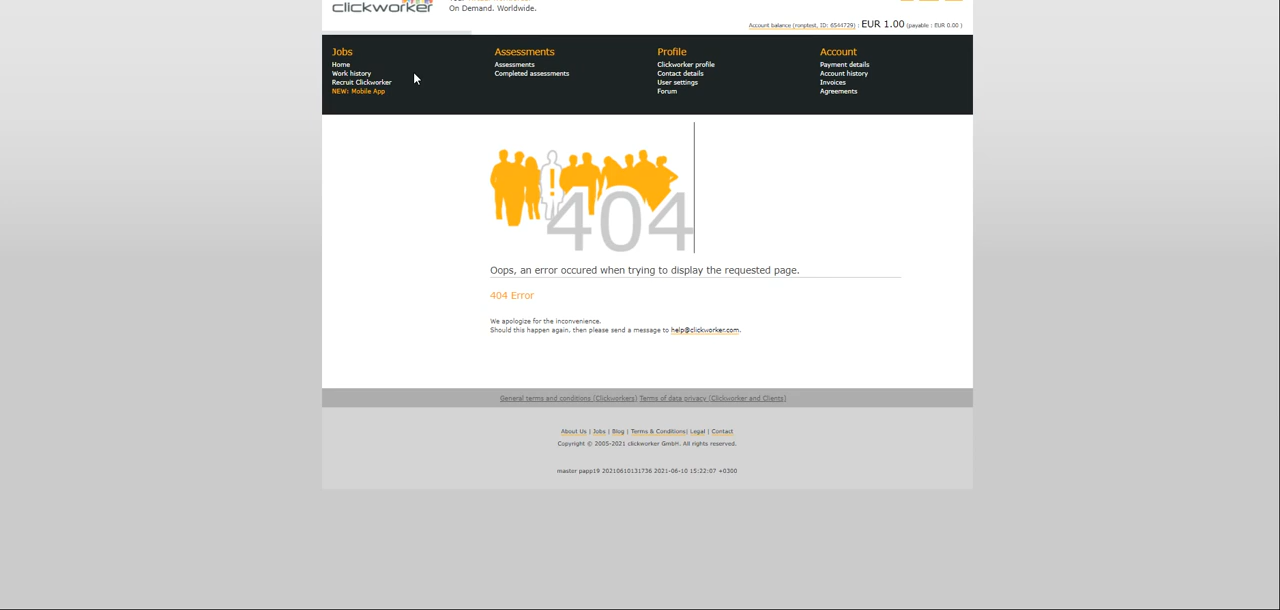 clickworker
On Demand. Worldwide.
Account balance (ronptest, ID: 6544729) : EUR 1.00 (payable : EUR 0.00 )
Jobs
Home
Work history
Recruit Clickworker
NEW: Mobile App
Assessments
Assessments
Completed assessments
Profile
Clickworker profile
Contact details
User settings
Forum
Account
Payment details
Account history
Invoices
Agreements
!
404
Oops, an error occured when trying to display the requested page.
404 Error
We apologize for the inconvenience.
Should this happen again, then please send a message to help@clickworker.com.
General terms and conditions (Clickworkers) Terms of data privacy (Clickworker and Clients)
About Us | Jobs | Blog | Terms & Conditions| Legal | Contact
Copyright © 2005-2021 clickworker GmbH. All rights reserved.
master papp19 20210610131736 2021-06-10 15:22:07 +0300